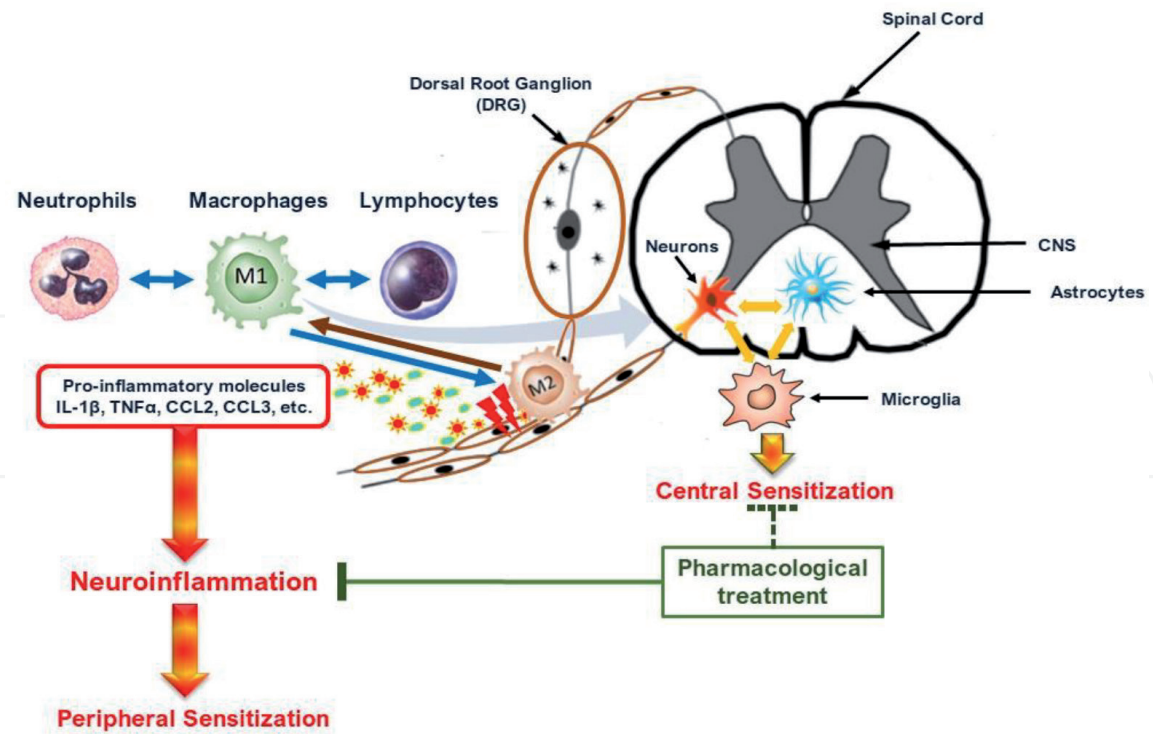 Spinal Cord
Dorsal Root Ganglion
(DRG)
Neutrophils
Macrophages
Lymphocytes
M1
Neurons
CNS
Astrocytes
M2
Pro-inflammatory molecules
IL-1β, TNFα, CCL2, CCL3, etc.
Microglia
Central Sensitization
Neuroinflammation
Pharmacological
treatment
Peripheral Sensitization